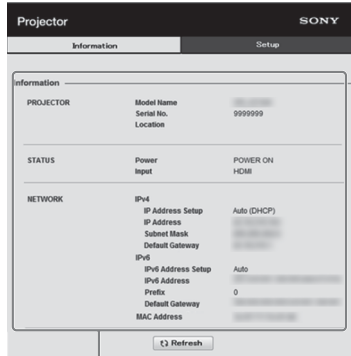 Projector SONY
Information Setup
Information
PROJECTOR Model Name
Serial No. 9999999
Location
STATUS Power POWER ON
Input HDMI
NETWORK IPv4
IP Address Setup Auto (DHCP)
IP Address
Subnet Mask
Default Gateway
IPv6
IPv6 Address Setup Auto
IPv6 Address
Prefix 0
Default Gateway
MAC Address
Refresh